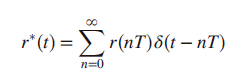 r*(t) = ∞∑n=0 r(nT)δ(t − nT)